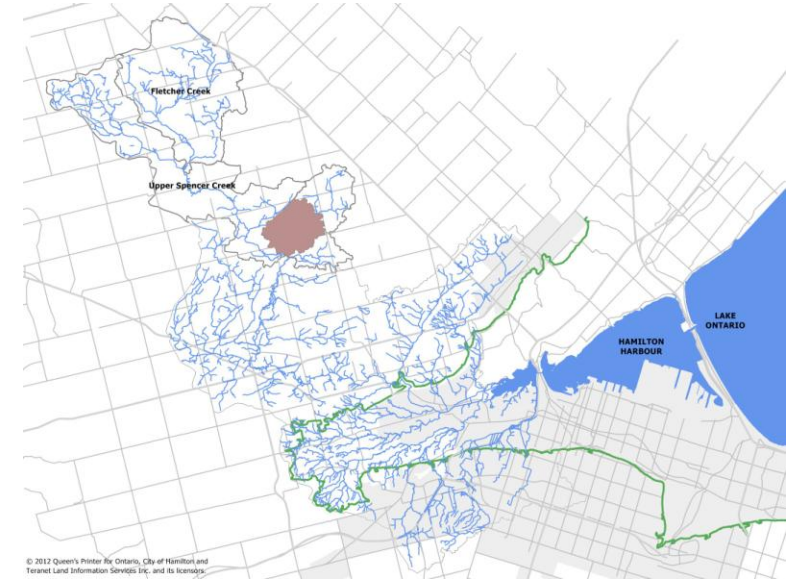 Fletcher Creek
Upper Spencer Creek
LAKE
ONTARIO
HAMILTON
HARBOUR
© 2012 Queen's Printer for Ontario, City of Hamilton and
Teranet Land Information Services Inc. and its licensors.